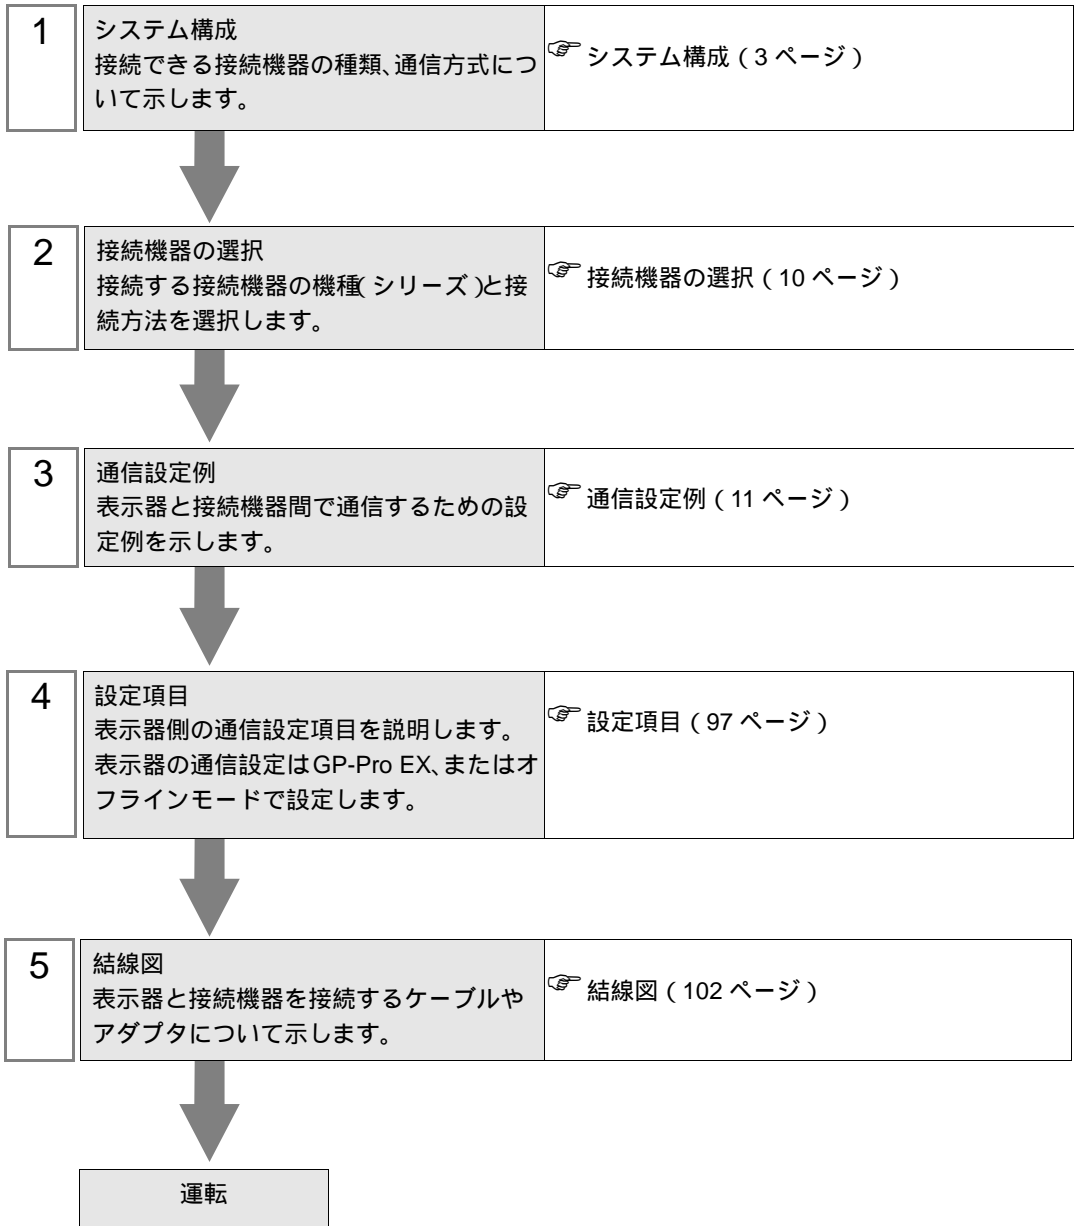 1
システム構成
接続できる接続機器の種類、通信方式につ
いて示します。
☞ システム構成 ( 3 ページ )
2
接続機器の選択
接続する接続機器の機種( シリーズ )と接
続方法を選択します。
☞ 接続機器の選択 ( 10 ページ )
3
通信設定例
表示器と接続機器間で通信するための設
定例を示します。
☞ 通信設定例 ( 11 ページ )
4
設定項目
表示器側の通信設定項目を説明します。
表示器の通信設定はGP-Pro EX、またはオ
フラインモードで設定します。
☞ 設定項目 ( 97 ページ )
5
結線図
表示器と接続機器を接続するケーブルや
アダプタについて示します。
☞ 結線図 ( 102 ページ )
運転